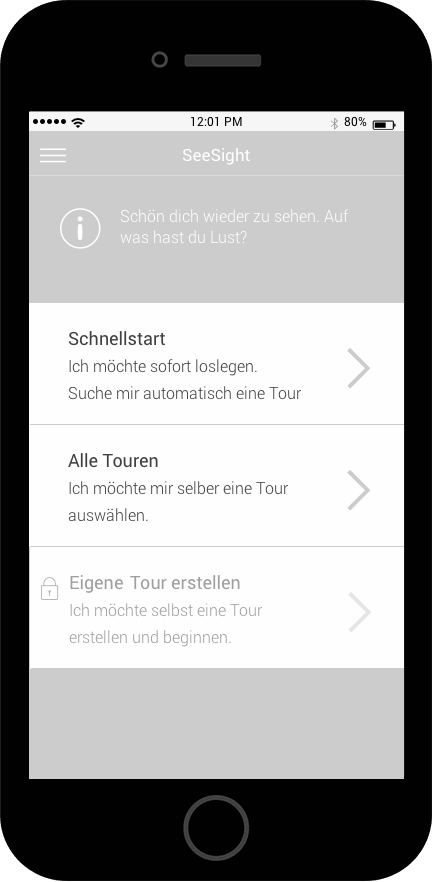 12:01 PM 80%
SeeSight
Schön dich wieder zu sehen. Auf
was hast du Lust?
Schnellstart
Ich möchte sofort loslegen.
Suche mir automatisch eine Tour
Alle Touren
Ich möchte mir selber eine Tour
auswählen.
Eigene Tour erstellen
Ich möchte selbst eine Tour
erstellen und beginnen.